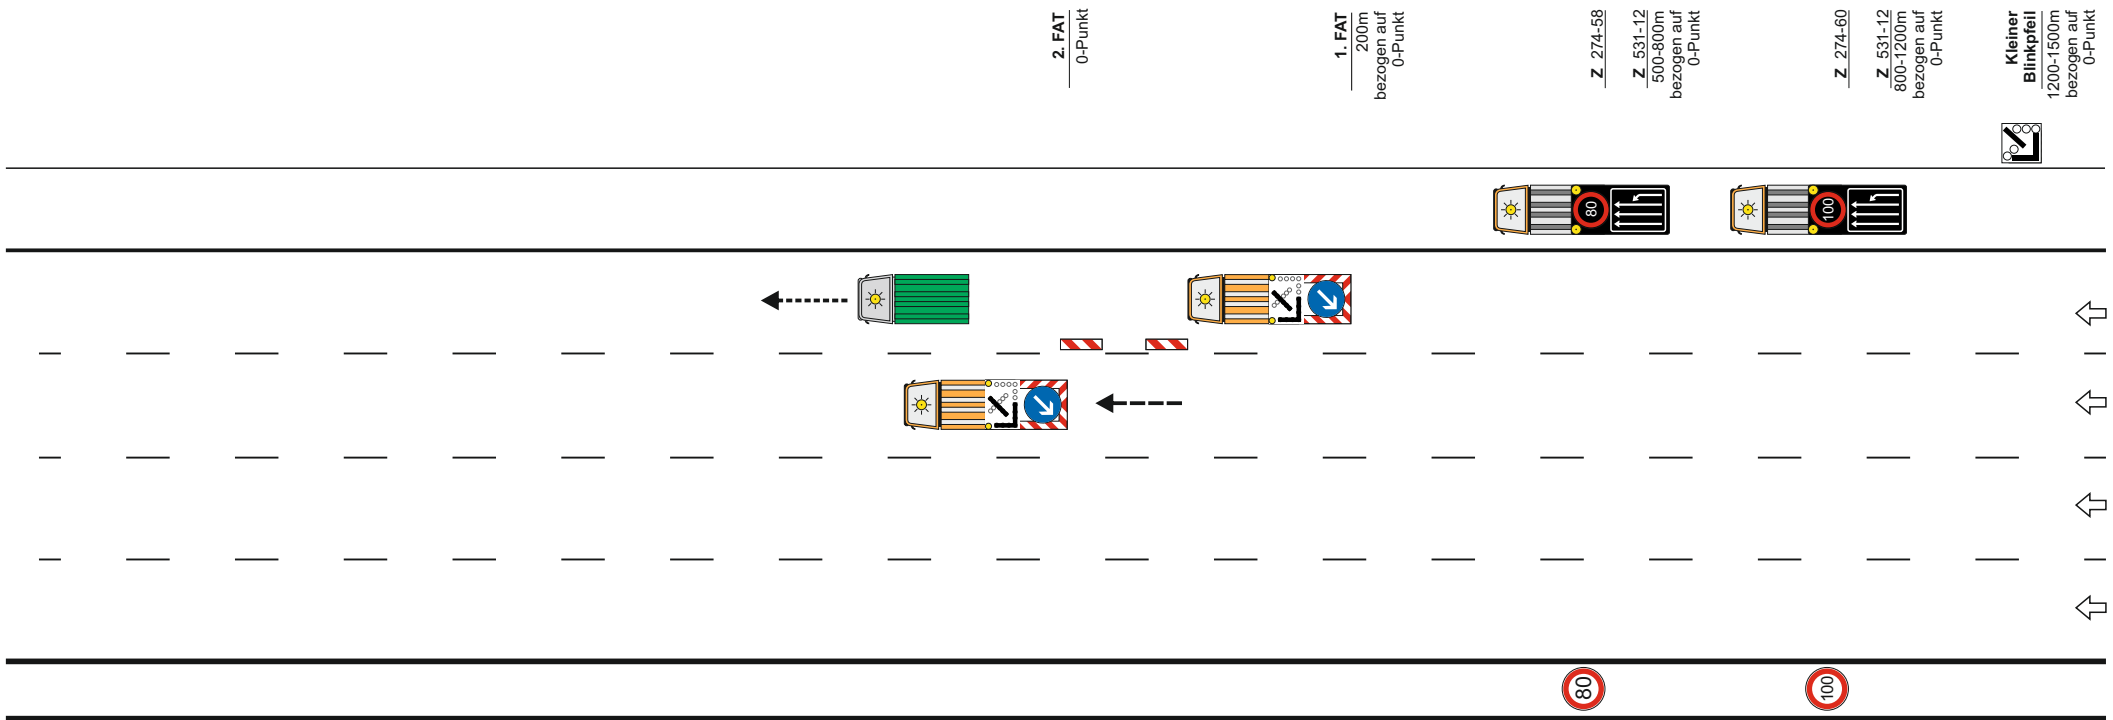 2. FAT
0-Punkt
1. FAT
200m
bezogen auf
0-Punkt
Z 274-58
Z 531-12
500-800m
bezogen auf
0-Punkt
Z 274-60
Z 531-12
800-1200m
bezogen auf
0-Punkt
Kleiner
Blinkpfeil
1200-1500m
bezogen auf
0-Punkt
80
100
80
100